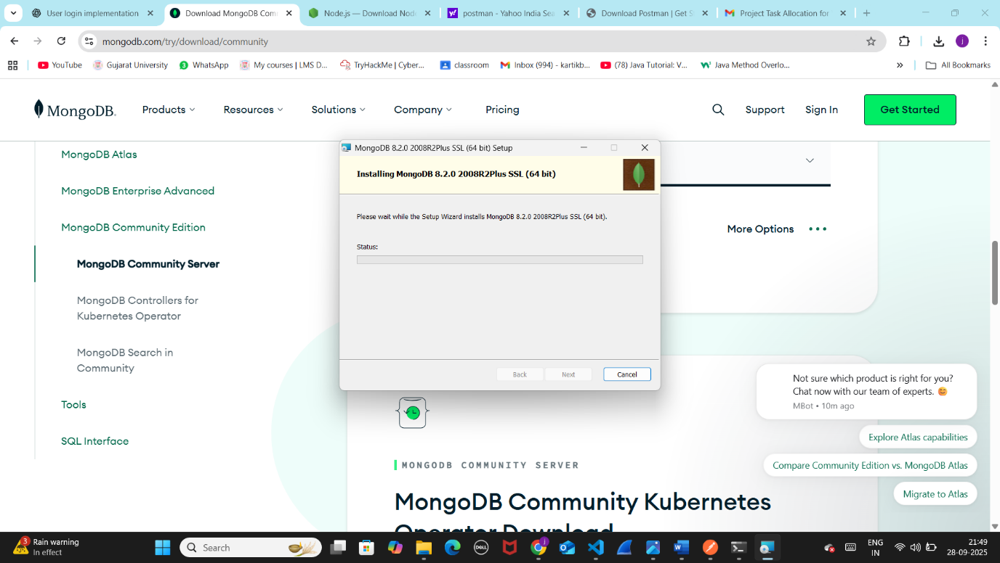 User login implementation
Download MongoDB Com
Node.js — Download Node
postman - Yahoo India Sea
Download Postman | Get S
Project Task Allocation for
mongodb.com/try/download/community
j
YouTube
Gujarat University
3
WhatsApp
My courses | LMS D...
TryHackMe | Cyber...
classroom
Inbox (994) - kartikb...
(78) Java Tutorial: V...
Java Method Overlo...
»
All Bookmarks
MongoDB.
Products
Resources
Solutions
Company
Pricing
Support
Sign In
Get Started
MongoDB Atlas
MongoDB Enterprise Advanced
MongoDB Community Edition
MongoDB Community Server
MongoDB Controllers for
Kubernetes Operator
MongoDB Search in
Community
Tools
SQL Interface
MongoDB 8.2.0 2008R2Plus SSL (64 bit) Setup
Installing MongoDB 8.2.0 2008R2Plus SSL (64 bit)
Please wait while the Setup Wizard installs MongoDB 8.2.0 2008R2Plus SSL (64 bit).
Status:
Back
Next
Cancel
More Options
MONGODB COMMUNITY SERVER
MongoDB Community Kubernetes
Operator Download
Not sure which product is right for you?
Chat now with our team of experts. 😊
MBot • 10m ago
Explore Atlas capabilities
Compare Community Edition vs. MongoDB Atlas
Migrate to Atlas
3
Rain warning
In effect
Search
DELL
j
ENG
IN
21:49
28-09-2025